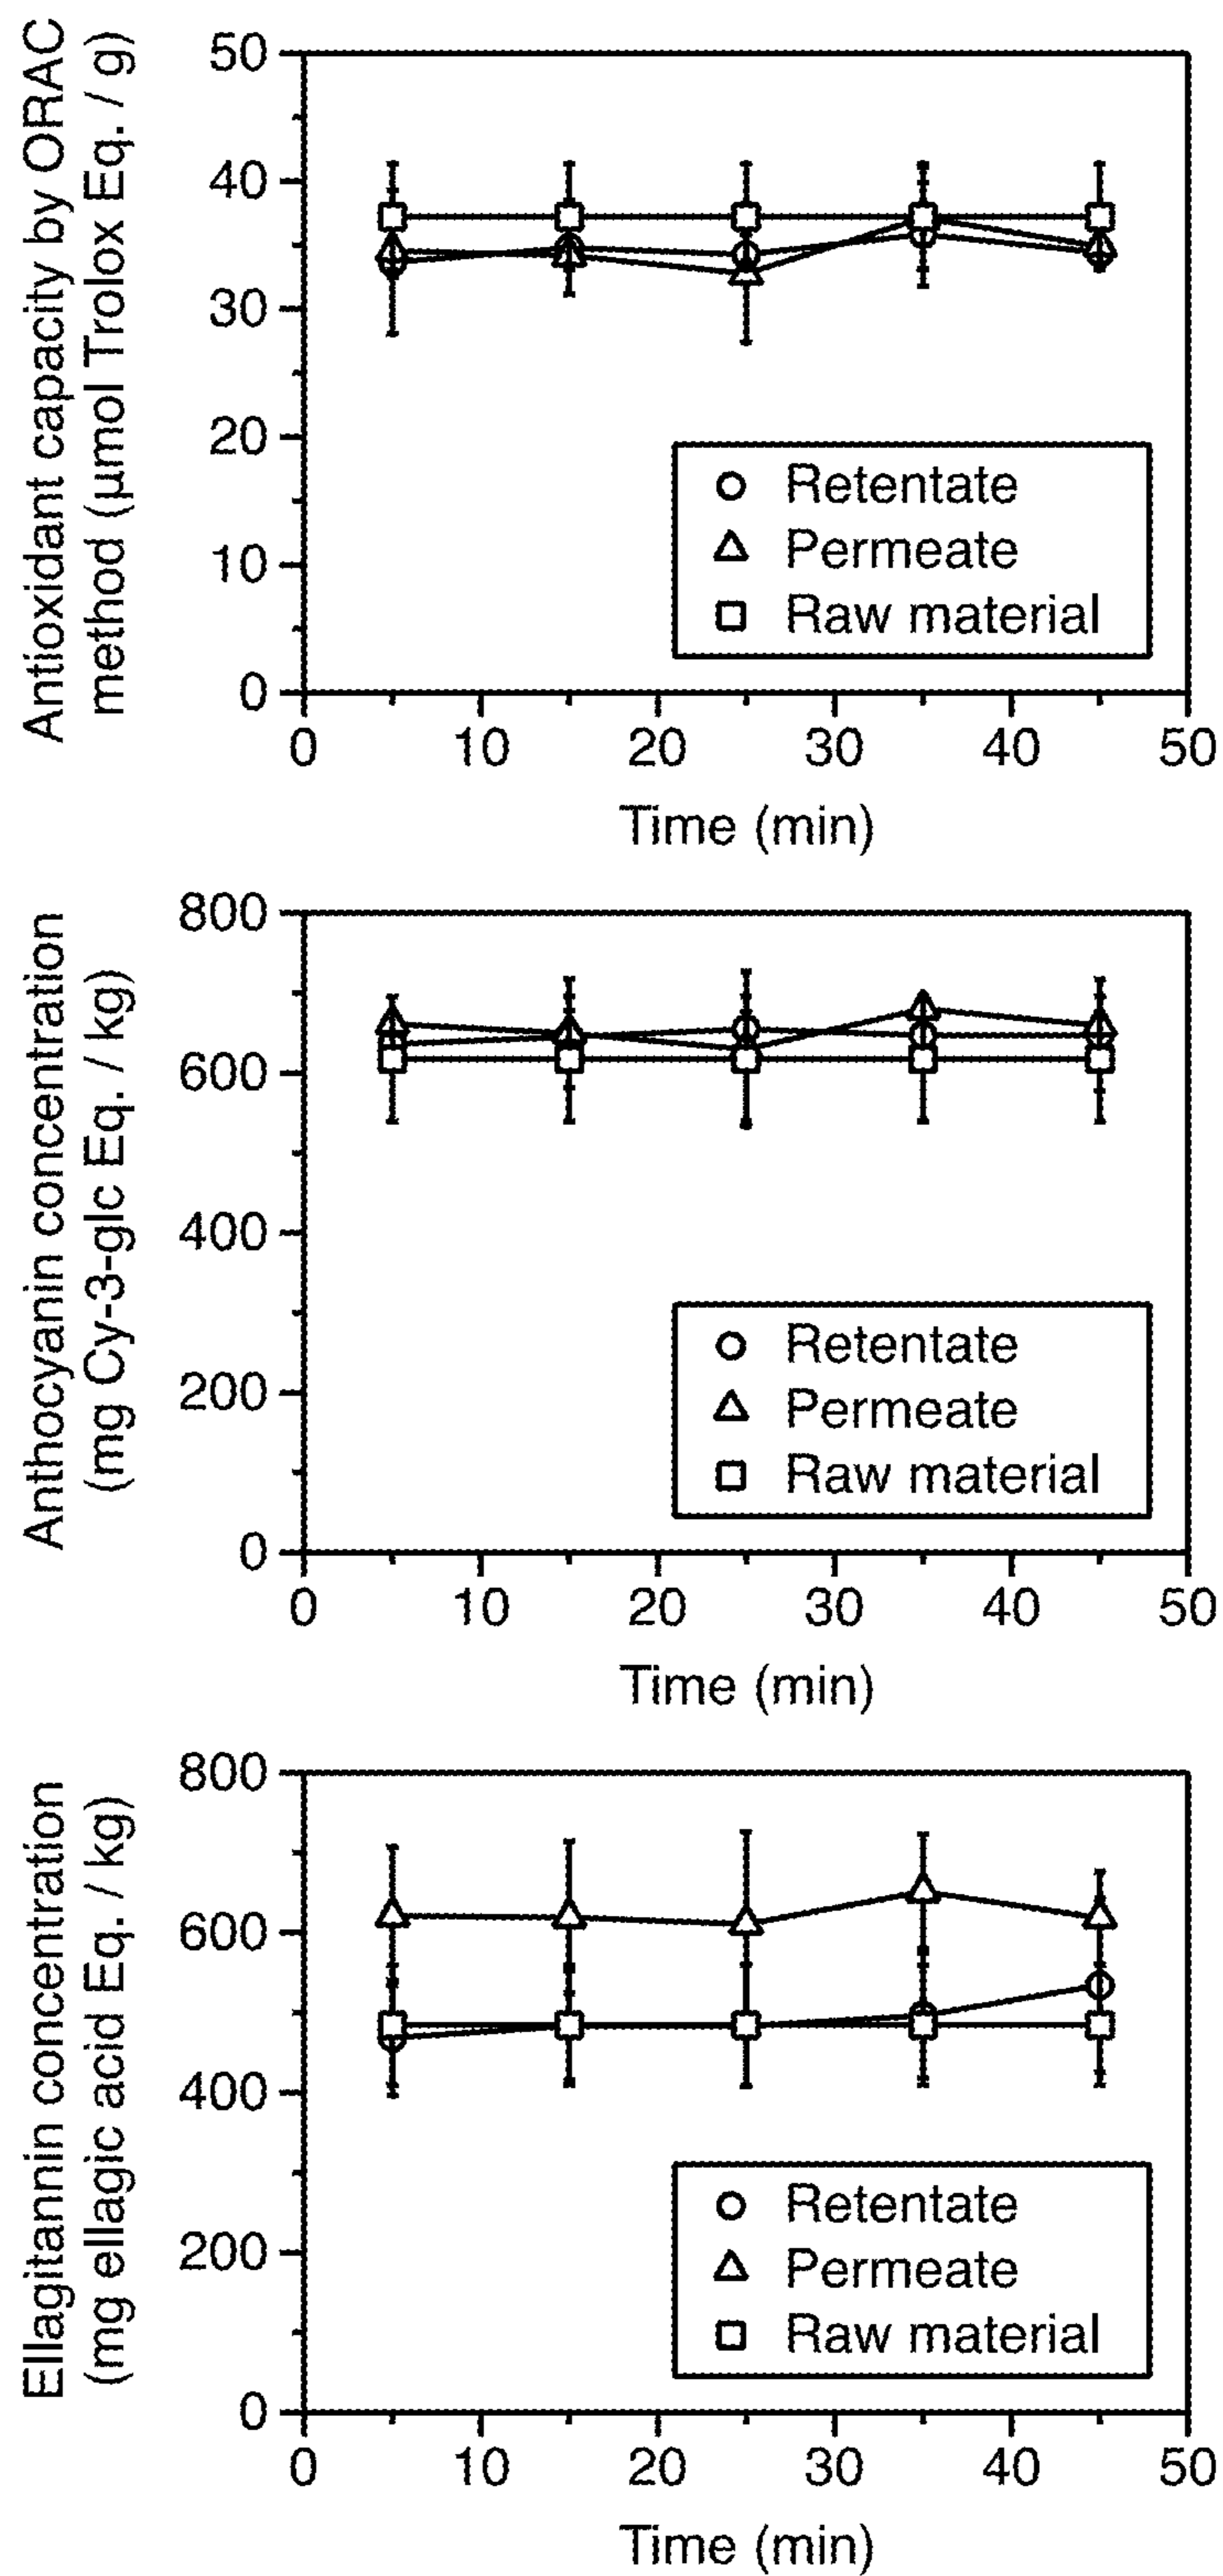 Antioxidant capacity by ORAC
method (µmol Trolox Eq. / g)
50
40
30
20
10
0
Retentate
Permeate
Raw material
0 10 20 30 40 50
Time (min)
Anthocyanin concentration
(mg Cy-3-glc Eq. / kg)
800
600
400
200
0
Retentate
Permeate
Raw material
0 10 20 30 40 50
Time (min)
Ellagitannin concentration
(mg ellagic acid Eq. / kg)
800
600
400
200
0
Retentate
Permeate
Raw material
0 10 20 30 40 50
Time (min)